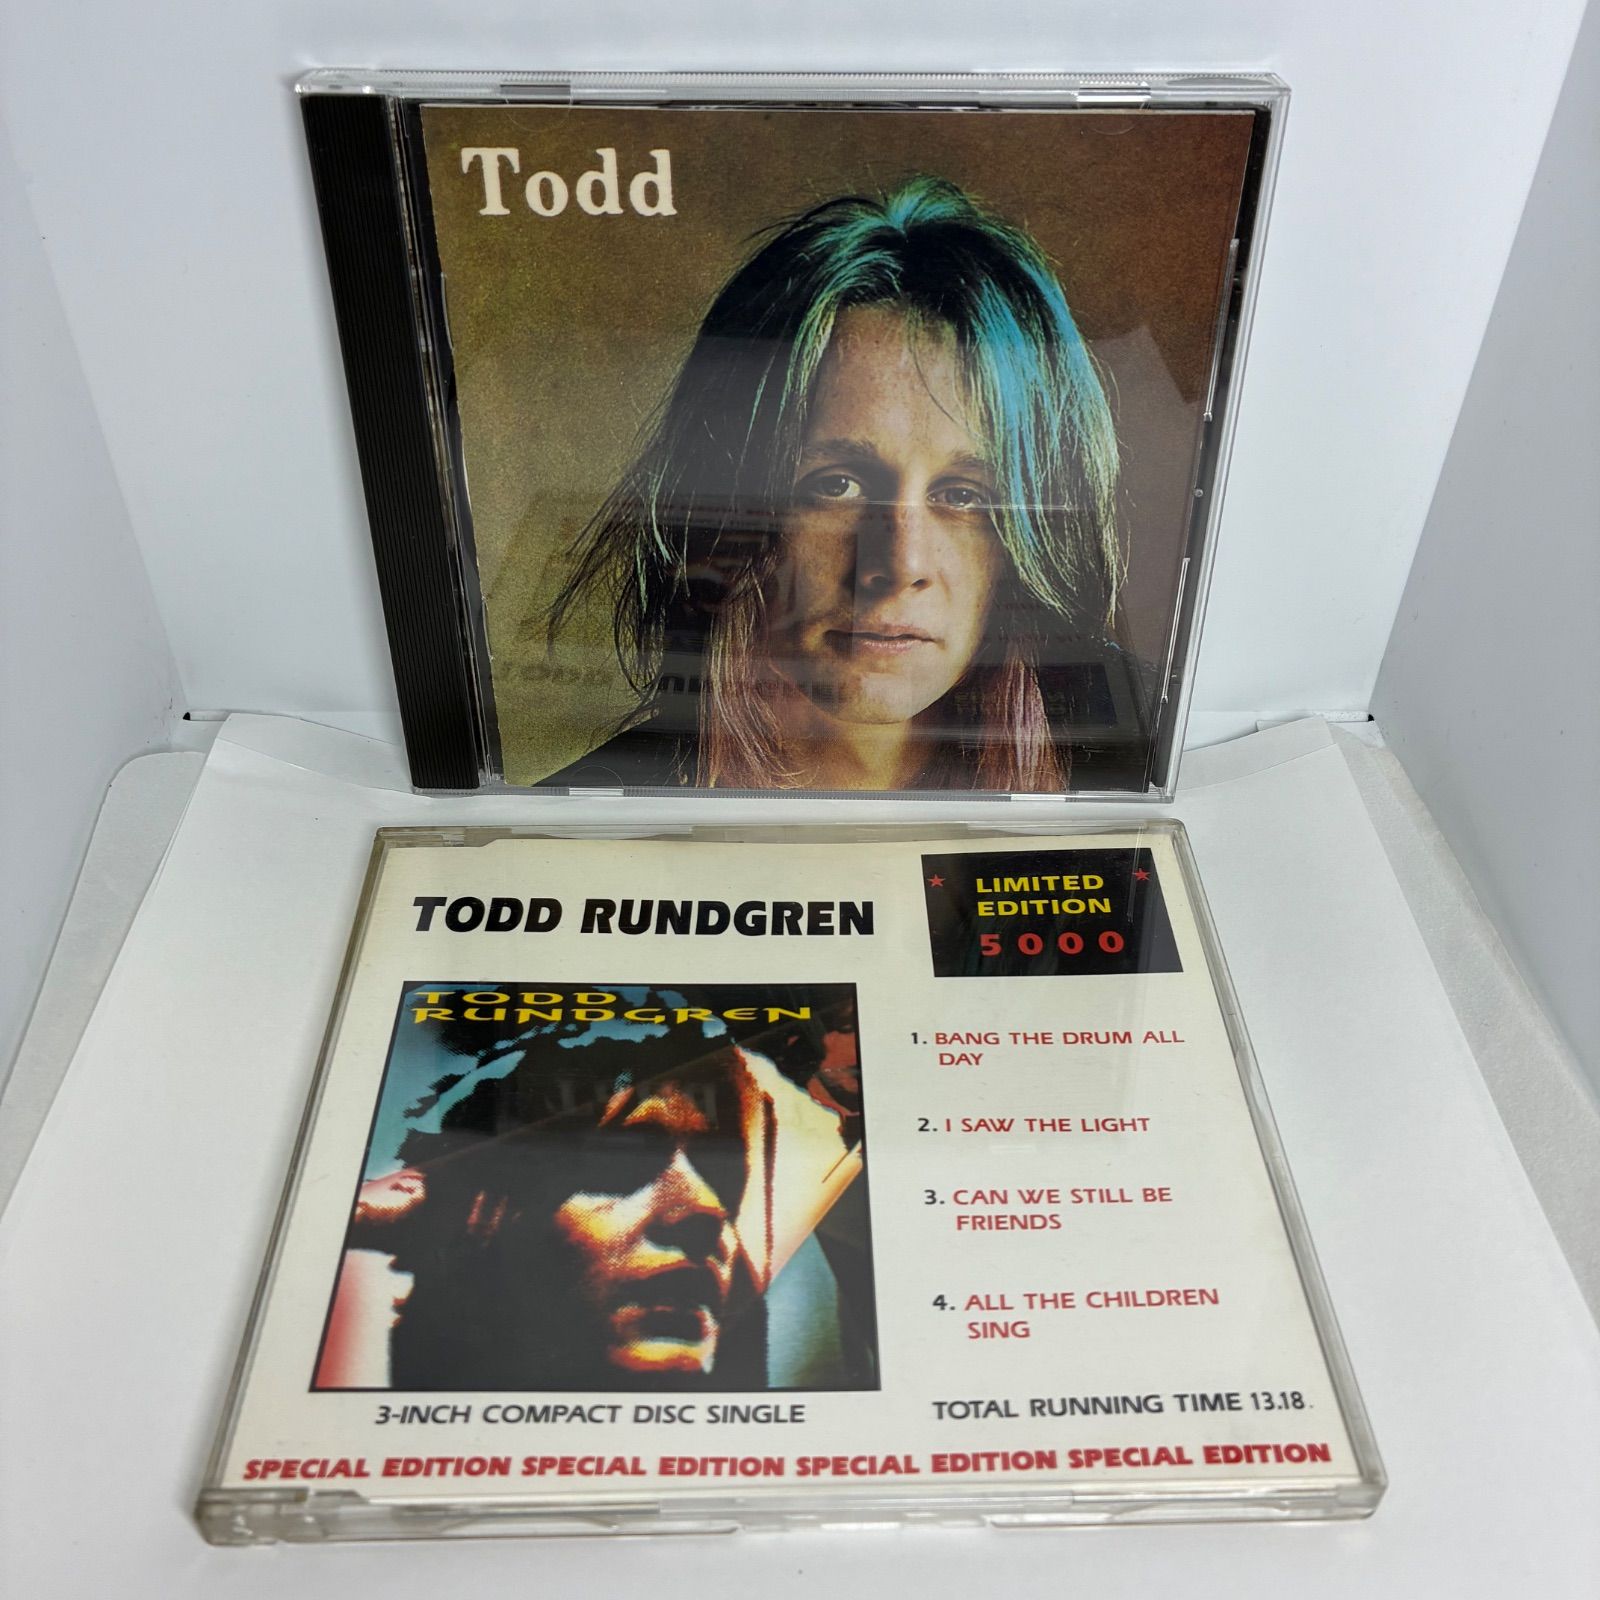 Todd
TODD RUNDGREN
LIMITED
EDITION
5000
TODD
RUNDGREN
1. BANG THE DRUM ALL
DAY
2. I SAW THE LIGHT
3. CAN WE STILL BE
FRIENDS
4. ALL THE CHILDREN
SING
3-INCH COMPACT DISC SINGLE
TOTAL RUNNING TIME 13.18.
SPECIAL EDITION SPECIAL EDITION SPECIAL EDITION SPECIAL EDITION